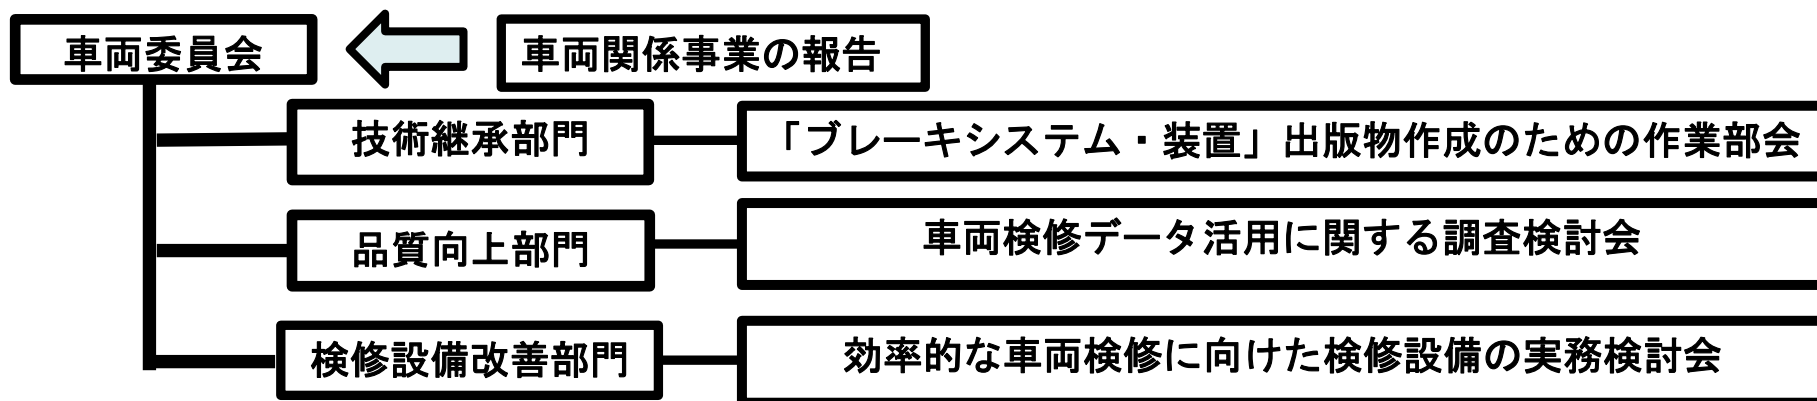 車両委員会
車両関係事業の報告
技術継承部門
「ブレーキシステム・装置」出版物作成のための作業部会
品質向上部門
車両検修データ活用に関する調査検討会
検修設備改善部門
効率的な車両検修に向けた検修設備の実務検討会